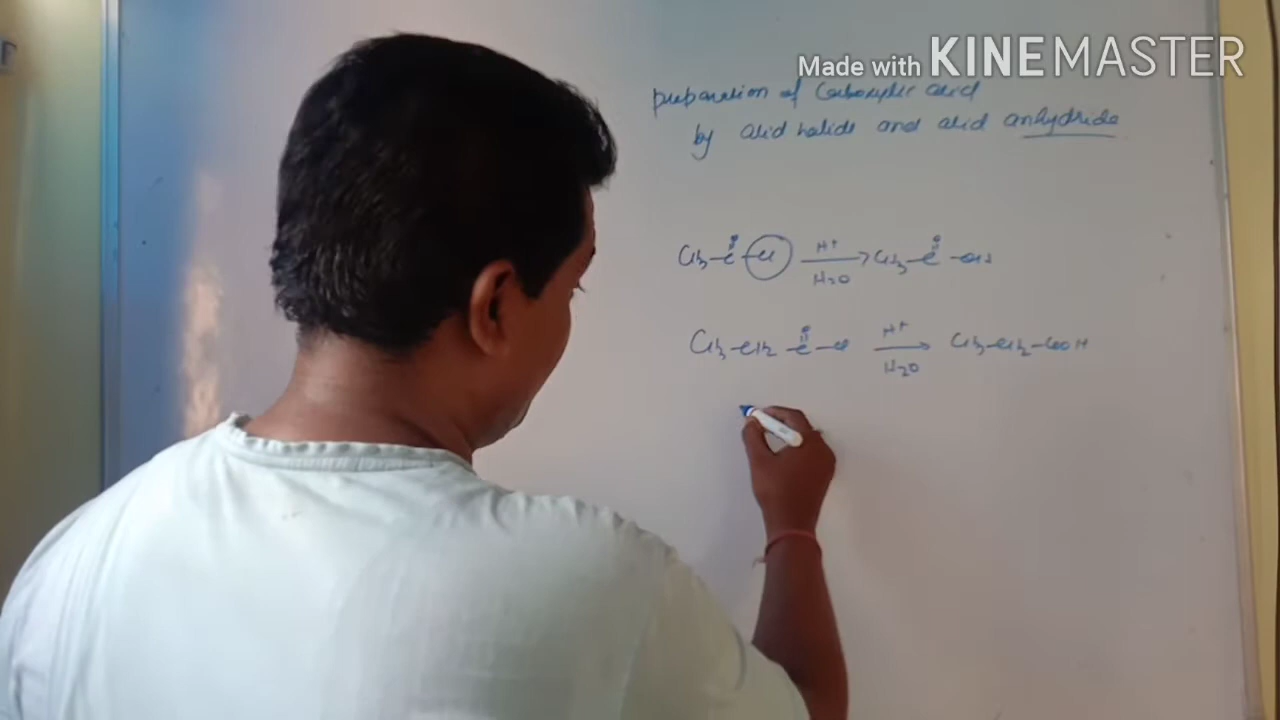 Made with KINEMASTER
preparation of Carboxylic acid
by acid halide and acid anhydride
CH3-C-Cl H+ H2O CH3-C-OH
O O
CH3-CH2-C-Cl H+ H2O CH3-CH2-COOH
O